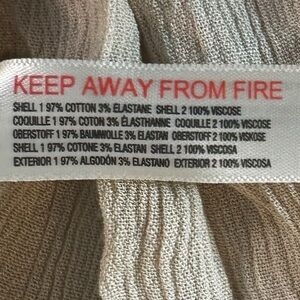 KEEP AWAY FROM FIRE
SHELL 1 97% COTTON 3% ELASTANE SHELL 2 100% VISCOSE
COQUILLE 1 97% COTON 3% ÉLASTHANNE COQUILLE 2 100% VISCOSE
OBERSTOFF 1 97% BAUMWOLLE 3% ELASTAN OBERSTOFF 2 100% VISKOSE
SHELL 1 97% COTONE 3% ELASTAN SHELL 2 100% VISCOSA
EXTERIOR 1 97% ALGODÓN 3% ELASTANO EXTERIOR 2 100% VISCOSA